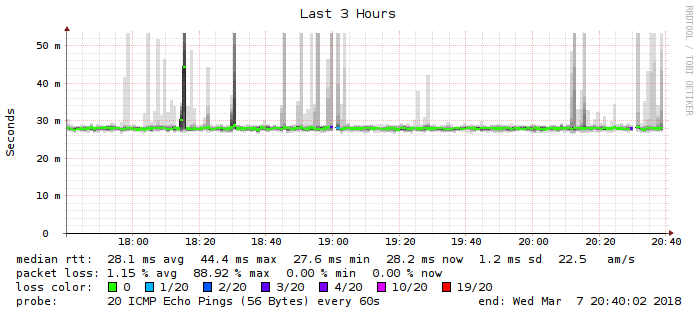 Last 3 Hours
RRDTOOL / TOBI OETIKER
Seconds
50 m
40 m
30 m
20 m
10 m
0
18:00 18:20 18:40 19:00 19:20 19:40 20:00 20:20 20:40
median rtt: 28.1 ms avg 44.4 ms max 27.6 ms min 28.2 ms now 1.2 ms sd 22.5 am/s
packet loss: 1.15 % avg 88.92 % max 0.00 % min 0.00 % now
loss color: 0 1/20 2/20 3/20 4/20 10/20 19/20
probe: 20 ICMP Echo Pings (56 Bytes) every 60s end: Wed Mar 7 20:40:02 2018